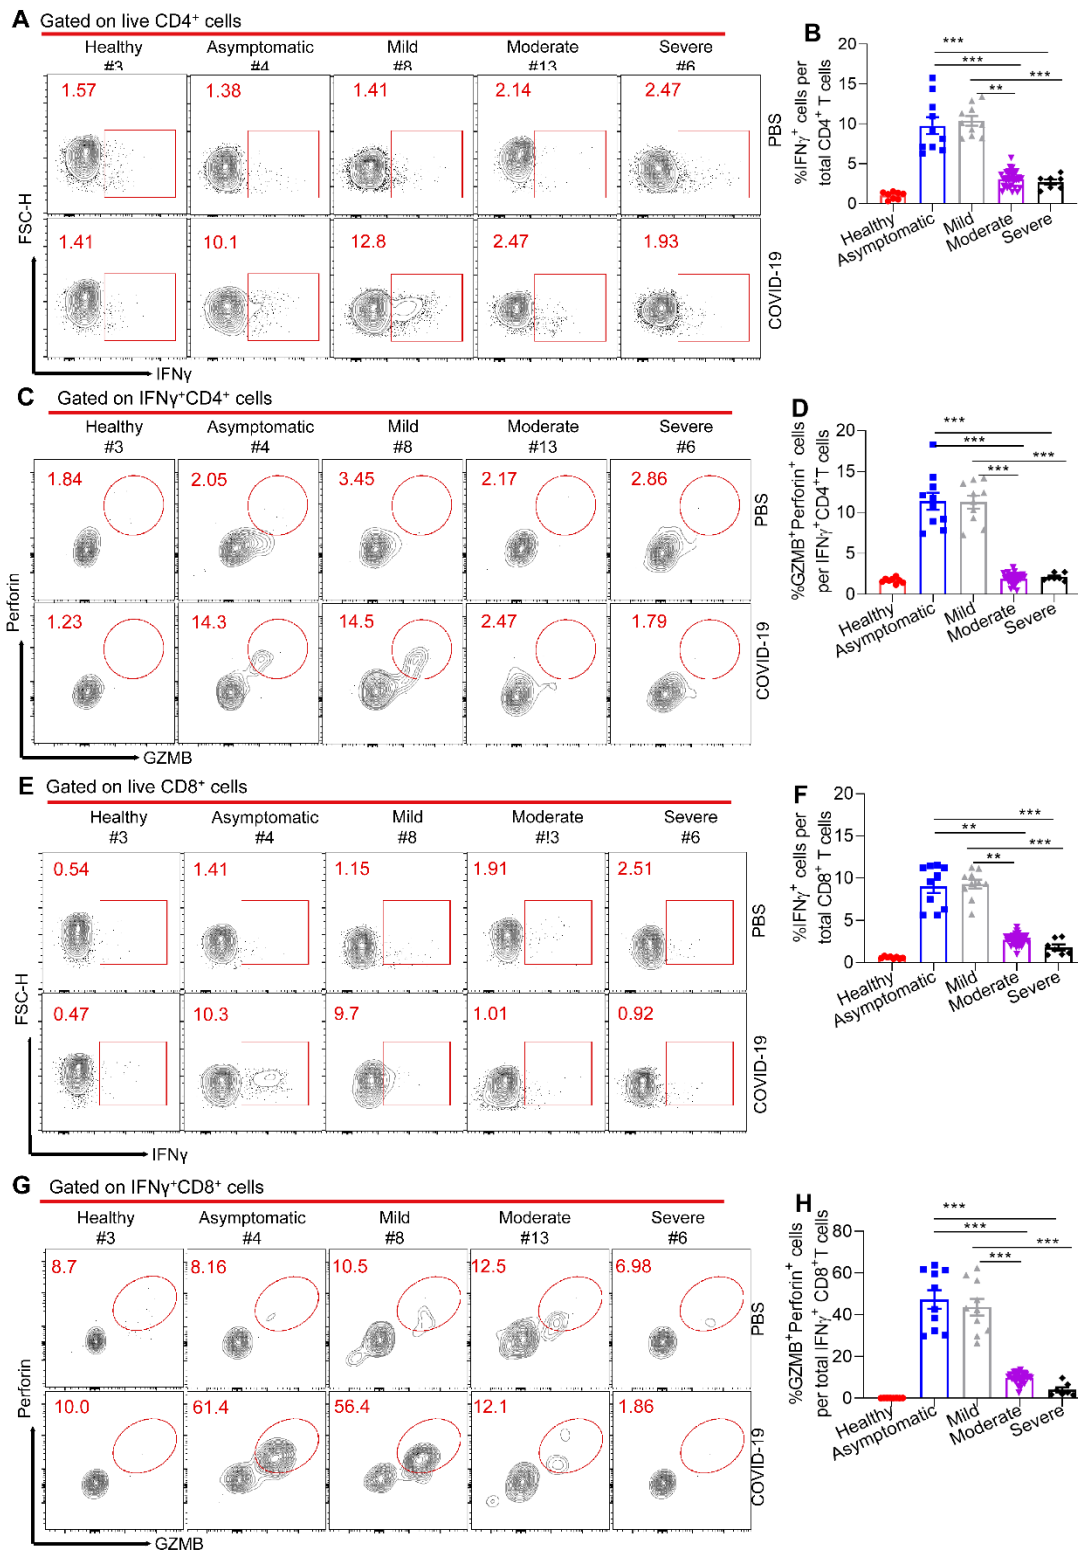 A Gated on live CD4⁺ cells
Healthy Asymptomatic Mild Moderate Severe
#3 #4 #8 #13 #6
1.57 1.38 1.41 2.14 2.47
PBS
1.41 10.1 12.8 2.47 1.93
COVID-19
FSC-H
IFNγ
B
%IFNγ⁺ cells per
total CD4⁺ T cells
20
15
10
5
0
***
***
***
**
Healthy
Asymptomatic
Mild
Moderate
Severe
C Gated on IFNγ⁺CD4⁺ cells
Healthy Asymptomatic Mild Moderate Severe
#3 #4 #8 #13 #6
1.84 2.05 3.45 2.17 2.86
PBS
1.23 14.3 14.5 2.47 1.79
COVID-19
Perforin
GZMB
D
%GZMB⁺Perforin⁺ cells
per IFNγ⁺CD4⁺T cells
20
15
10
5
0
***
***
***
***
Healthy
Asymptomatic
Mild
Moderate
Severe
E Gated on live CD8⁺ cells
Healthy Asymptomatic Mild Moderate Severe
#3 #4 #8 #!3 #6
0.54 1.41 1.15 1.91 2.51
PBS
0.47 10.3 9.7 1.01 0.92
COVID-19
FSC-H
IFNγ
F
%IFNγ⁺ cells per
total CD8⁺ T cells
20
15
10
5
0
***
**
***
**
Healthy
Asymptomatic
Mild
Moderate
Severe
G Gated on IFNγ⁺CD8⁺ cells
Healthy Asymptomatic Mild Moderate Severe
#3 #4 #8 #13 #6
8.7 8.16 10.5 12.5 6.98
PBS
10.0 61.4 56.4 12.1 1.86
COVID-19
Perforin
GZMB
H
%GZMB⁺Perforin⁺ cells
per total IFNγ⁺ CD8⁺T cells
80
60
40
20
0
***
***
***
***
Healthy
Asymptomatic
Mild
Moderate
Severe